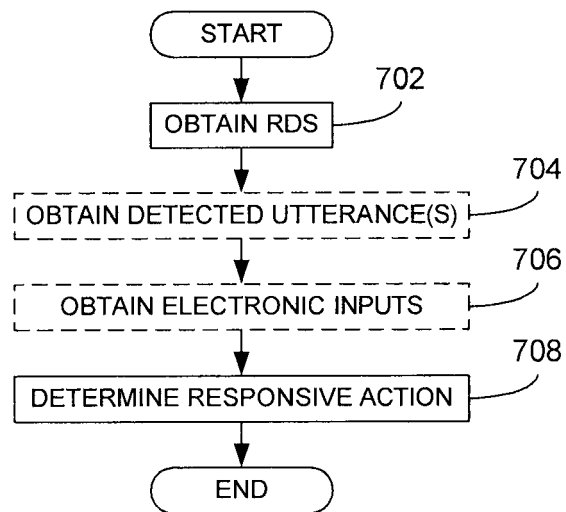 START
702
OBTAIN RDS
704
OBTAIN DETECTED UTTERANCE(S)
706
OBTAIN ELECTRONIC INPUTS
708
DETERMINE RESPONSIVE ACTION
END